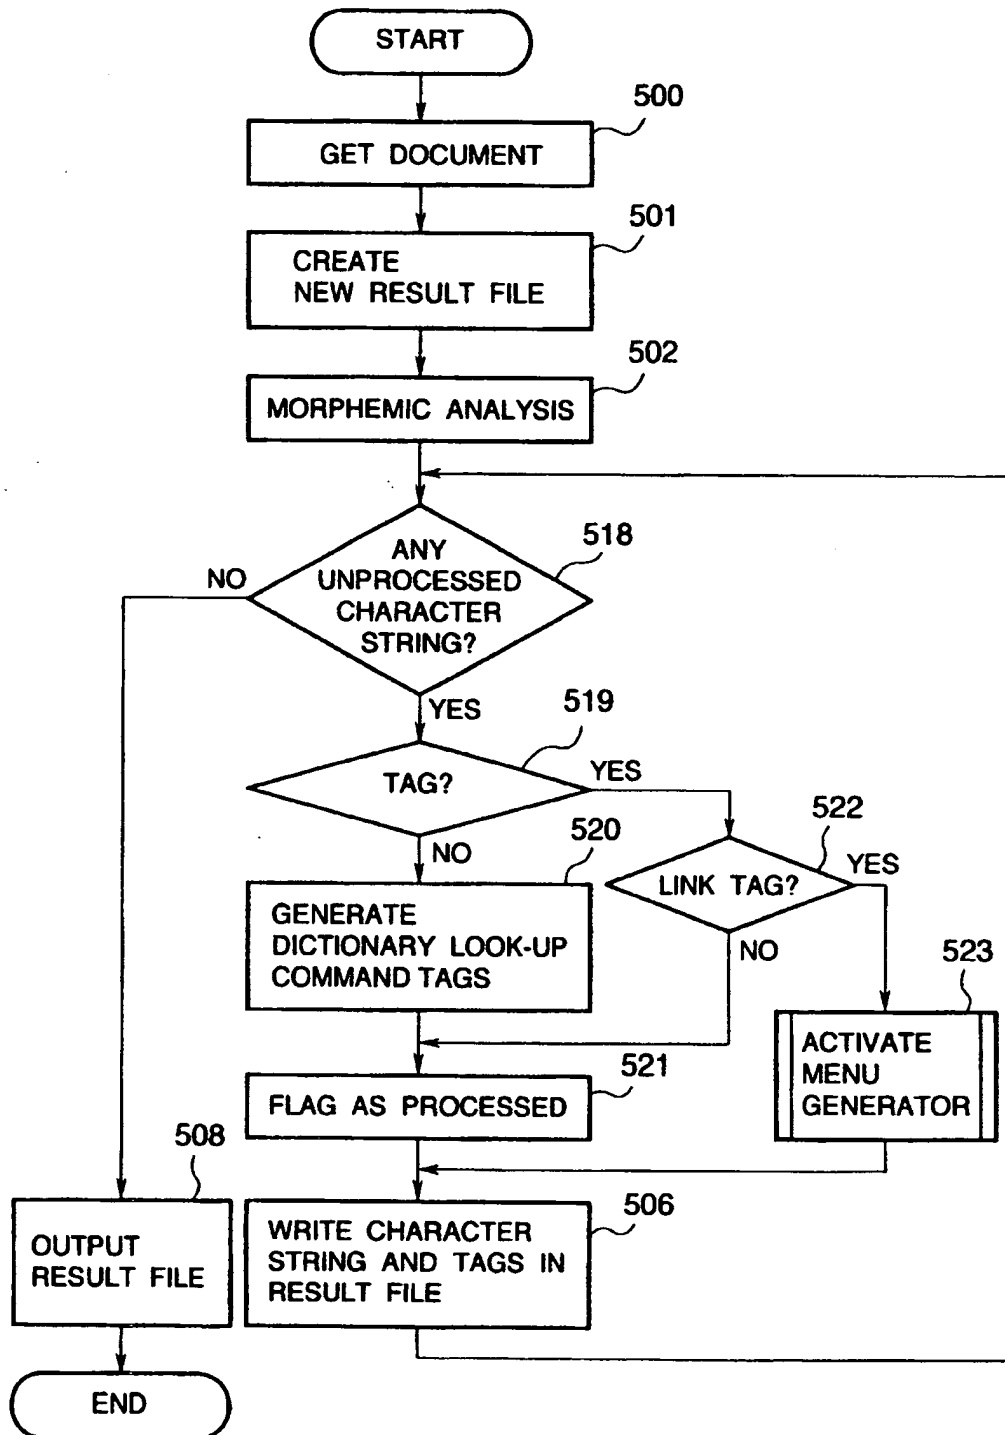 START
500
GET DOCUMENT
501
CREATE
NEW RESULT FILE
502
MORPHEMIC ANALYSIS
518
ANY
UNPROCESSED
CHARACTER
STRING?
NO
YES
519
TAG?
YES
NO
522
LINK TAG?
YES
NO
520
GENERATE
DICTIONARY LOOK-UP
COMMAND TAGS
523
ACTIVATE
MENU
GENERATOR
521
FLAG AS PROCESSED
508
OUTPUT
RESULT FILE
506
WRITE CHARACTER
STRING AND TAGS IN
RESULT FILE
END